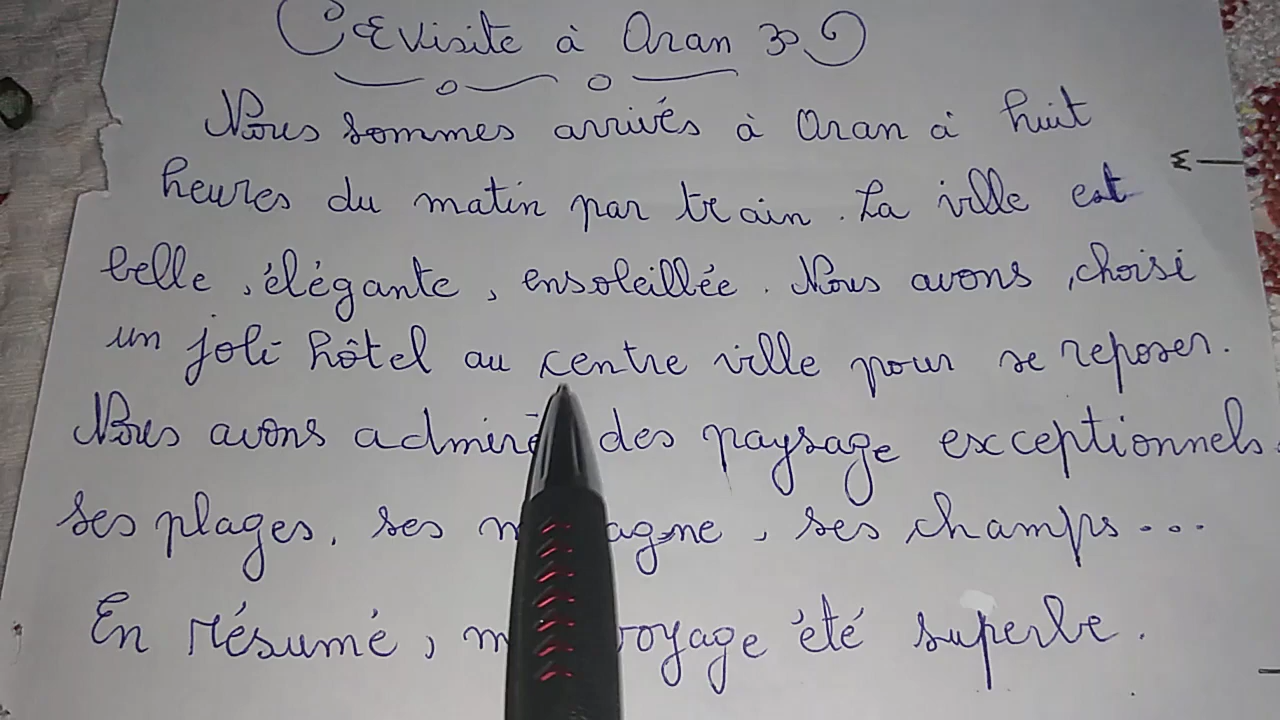 Visite à Oran
Nous sommes arrivés à Oran à huit
heures du matin par train. La ville est
belle, élégante, ensoleillée. Nous avons choisi
un joli hôtel au centre ville pour se reposer.
Nous avons admiré des paysage exceptionnels.
ses plages, ses, ses champs...
En résumé, voyage été superbe.